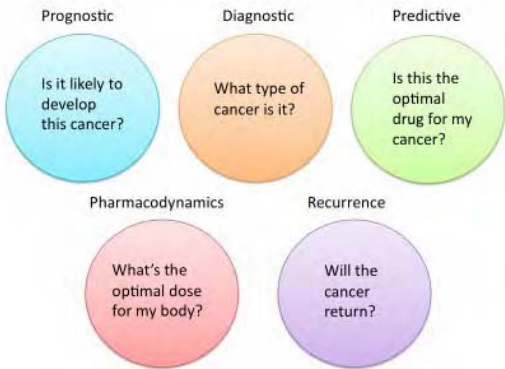 Prognostic
Diagnostic
Predictive
Is it likely to
develop
this cancer?
What type of
cancer is it?
Is this the
optimal
drug for my
cancer?
Pharmacodynamics
Recurrence
What's the
optimal dose
for my body?
Will the
cancer
return?